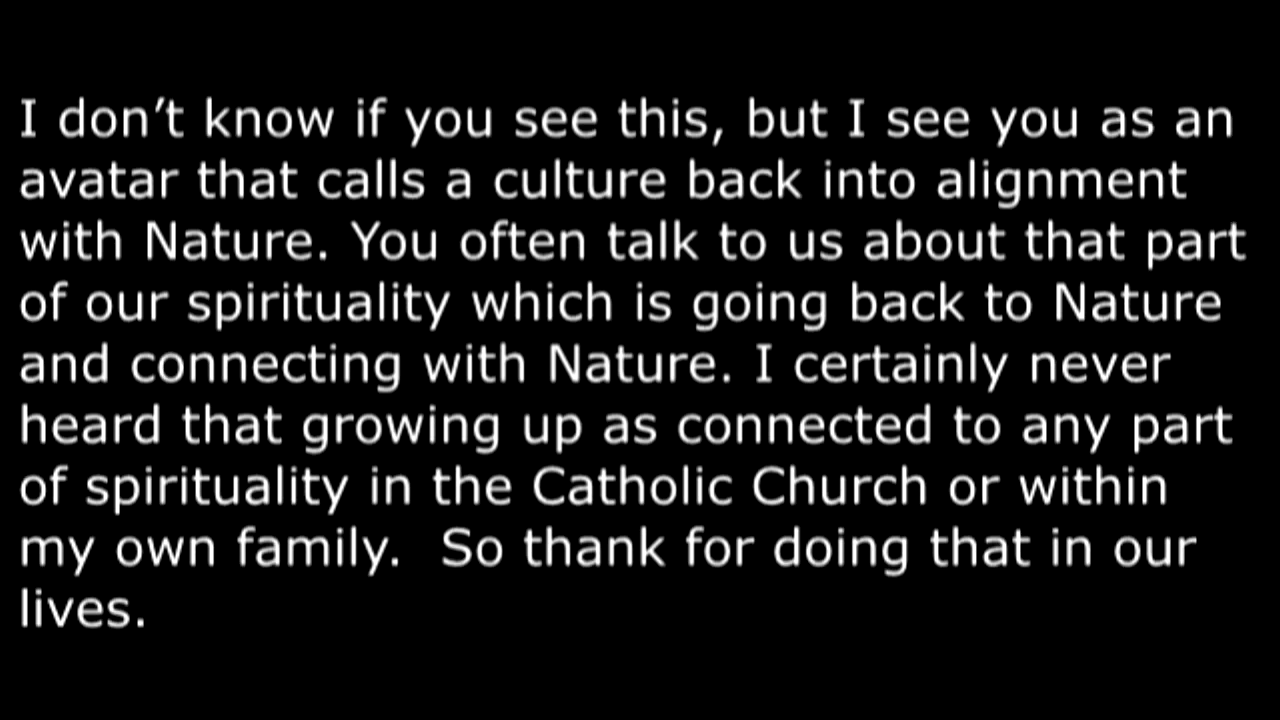 I don’t know if you see this, but I see you as an
avatar that calls a culture back into alignment
with Nature. You often talk to us about that part
of our spirituality which is going back to Nature
and connecting with Nature. I certainly never
heard that growing up as connected to any part
of spirituality in the Catholic Church or within
my own family.  So thank for doing that in our
lives.